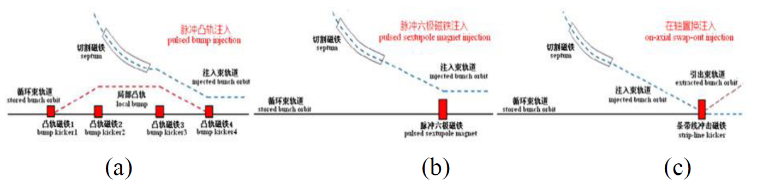 脉冲凸轨注入
pulsed bump injection
切割磁铁
septum
注入束轨道
injected bunch orbit
循环束轨道
stored bunch orbit
局部凸轨
local bump
凸轨磁铁1
bump kicker1
凸轨磁铁2
bump kicker2
凸轨磁铁3
bump kicker3
凸轨磁铁4
bump kicker4
(a)
脉冲六极磁铁注入
pulsed sextupole magnet injection
切割磁铁
septum
注入束轨道
injected bunch orbit
循环束轨道
stored bunch orbit
脉冲六极磁铁
pulsed sextupole magnet
(b)
在轴置换注入
on-axial swap-out injection
切割磁铁
septum
引出束轨道
extracted bunch orbit
注入束轨道
injected bunch orbit
循环束轨道
stored bunch orbit
条带线冲击磁铁
strip-line kicker
(c)